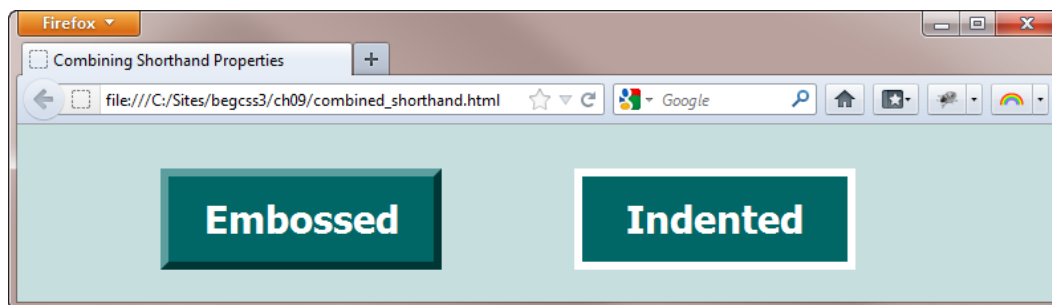 Firefox
Combining Shorthand Properties
file:///C:/Sites/begcss3/ch09/combined_shorthand.html
Google
Embossed
Indented